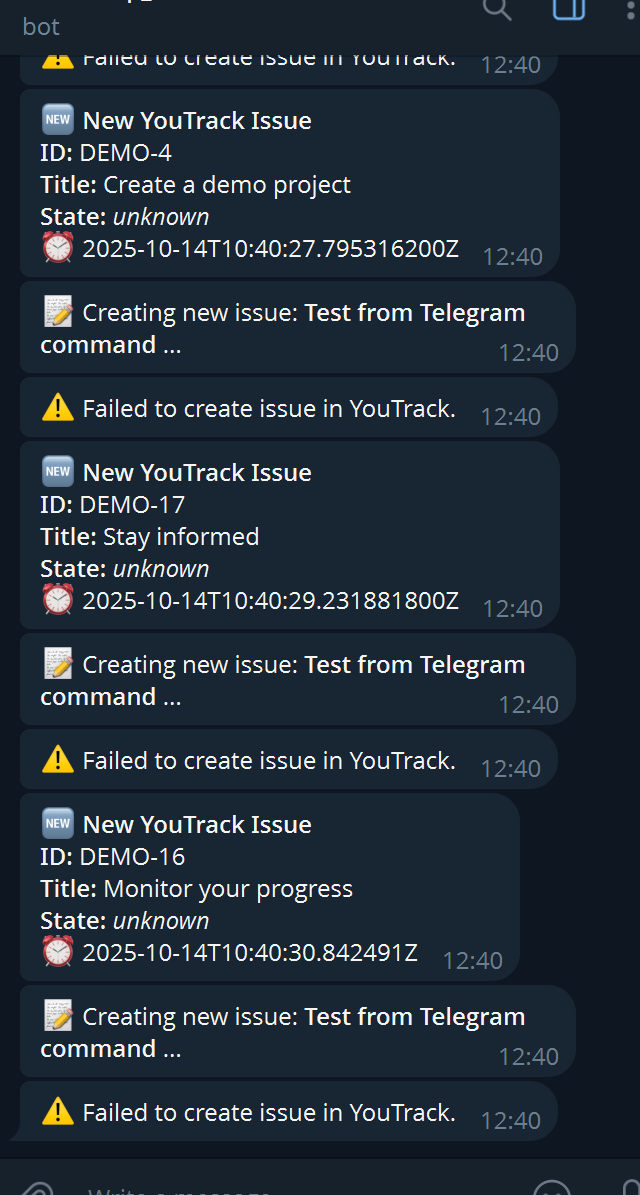 bot
Failed to create issue in YouTrack. 12:40
NEW New YouTrack Issue
ID: DEMO-4
Title: Create a demo project
State: unknown
2025-10-14T10:40:27.795316200Z 12:40
Creating new issue: Test from Telegram
command ... 12:40
Failed to create issue in YouTrack. 12:40
NEW New YouTrack Issue
ID: DEMO-17
Title: Stay informed
State: unknown
2025-10-14T10:40:29.231881800Z 12:40
Creating new issue: Test from Telegram
command ... 12:40
Failed to create issue in YouTrack. 12:40
NEW New YouTrack Issue
ID: DEMO-16
Title: Monitor your progress
State: unknown
2025-10-14T10:40:30.842491Z 12:40
Creating new issue: Test from Telegram
command ... 12:40
Failed to create issue in YouTrack. 12:40
Write a message...